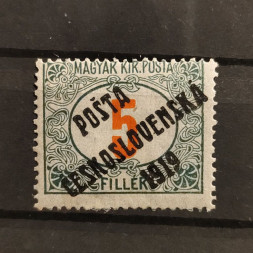 MAGYAR KIR. POSTA
5
FILLÉR
POŠTA
ČESKOSLOVENSKÁ
1919